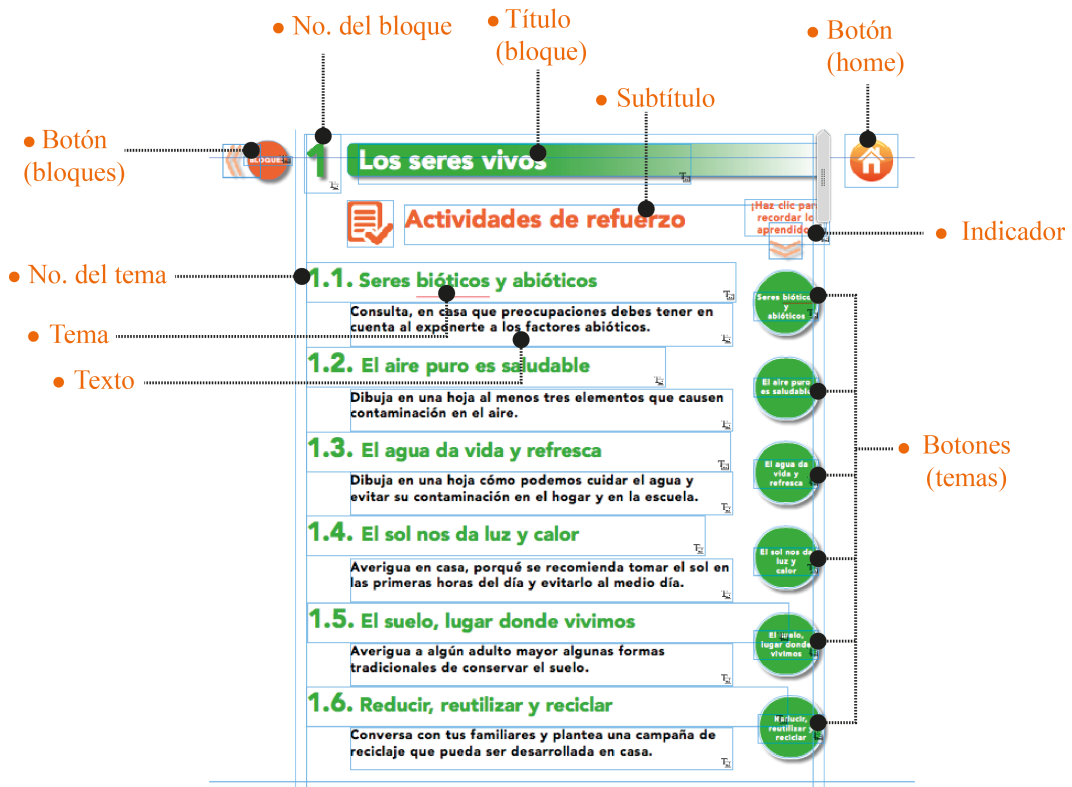 • No. del bloque
• Título
(bloque)
• Botón
(home)
• Subtítulo
• Botón
(bloques)
BLOQUES
1
Los seres vivos
Actividades de refuerzo
¡Haz clic para
recordar lo
aprendido
• Indicador
• No. del tema
1.1. Seres bióticos y abióticos
Consulta, en casa que preocupaciones debes tener en
cuenta al exponerte a los factores abióticos.
Seres bióticos
y
abióticos
• Tema
• Texto
1.2. El aire puro es saludable
Dibuja en una hoja al menos tres elementos que causen
contaminación en el aire.
El aire puro
es saludable
1.3. El agua da vida y refresca
Dibuja en una hoja cómo podemos cuidar el agua y
evitar su contaminación en el hogar y en la escuela.
El agua da
vida y
refresca
• Botones
(temas)
1.4. El sol nos da luz y calor
Averigua en casa, porqué se recomienda tomar el sol en
las primeras horas del día y evitarlo al medio día.
El sol nos da
luz y
calor
1.5. El suelo, lugar donde vivimos
Averigua a algún adulto mayor algunas formas
tradicionales de conservar el suelo.
El suelo,
lugar donde
vivimos
1.6. Reducir, reutilizar y reciclar
Conversa con tus familiares y plantea una campaña de
reciclaje que pueda ser desarrollada en casa.
Reducir,
reutilizar y
reciclar